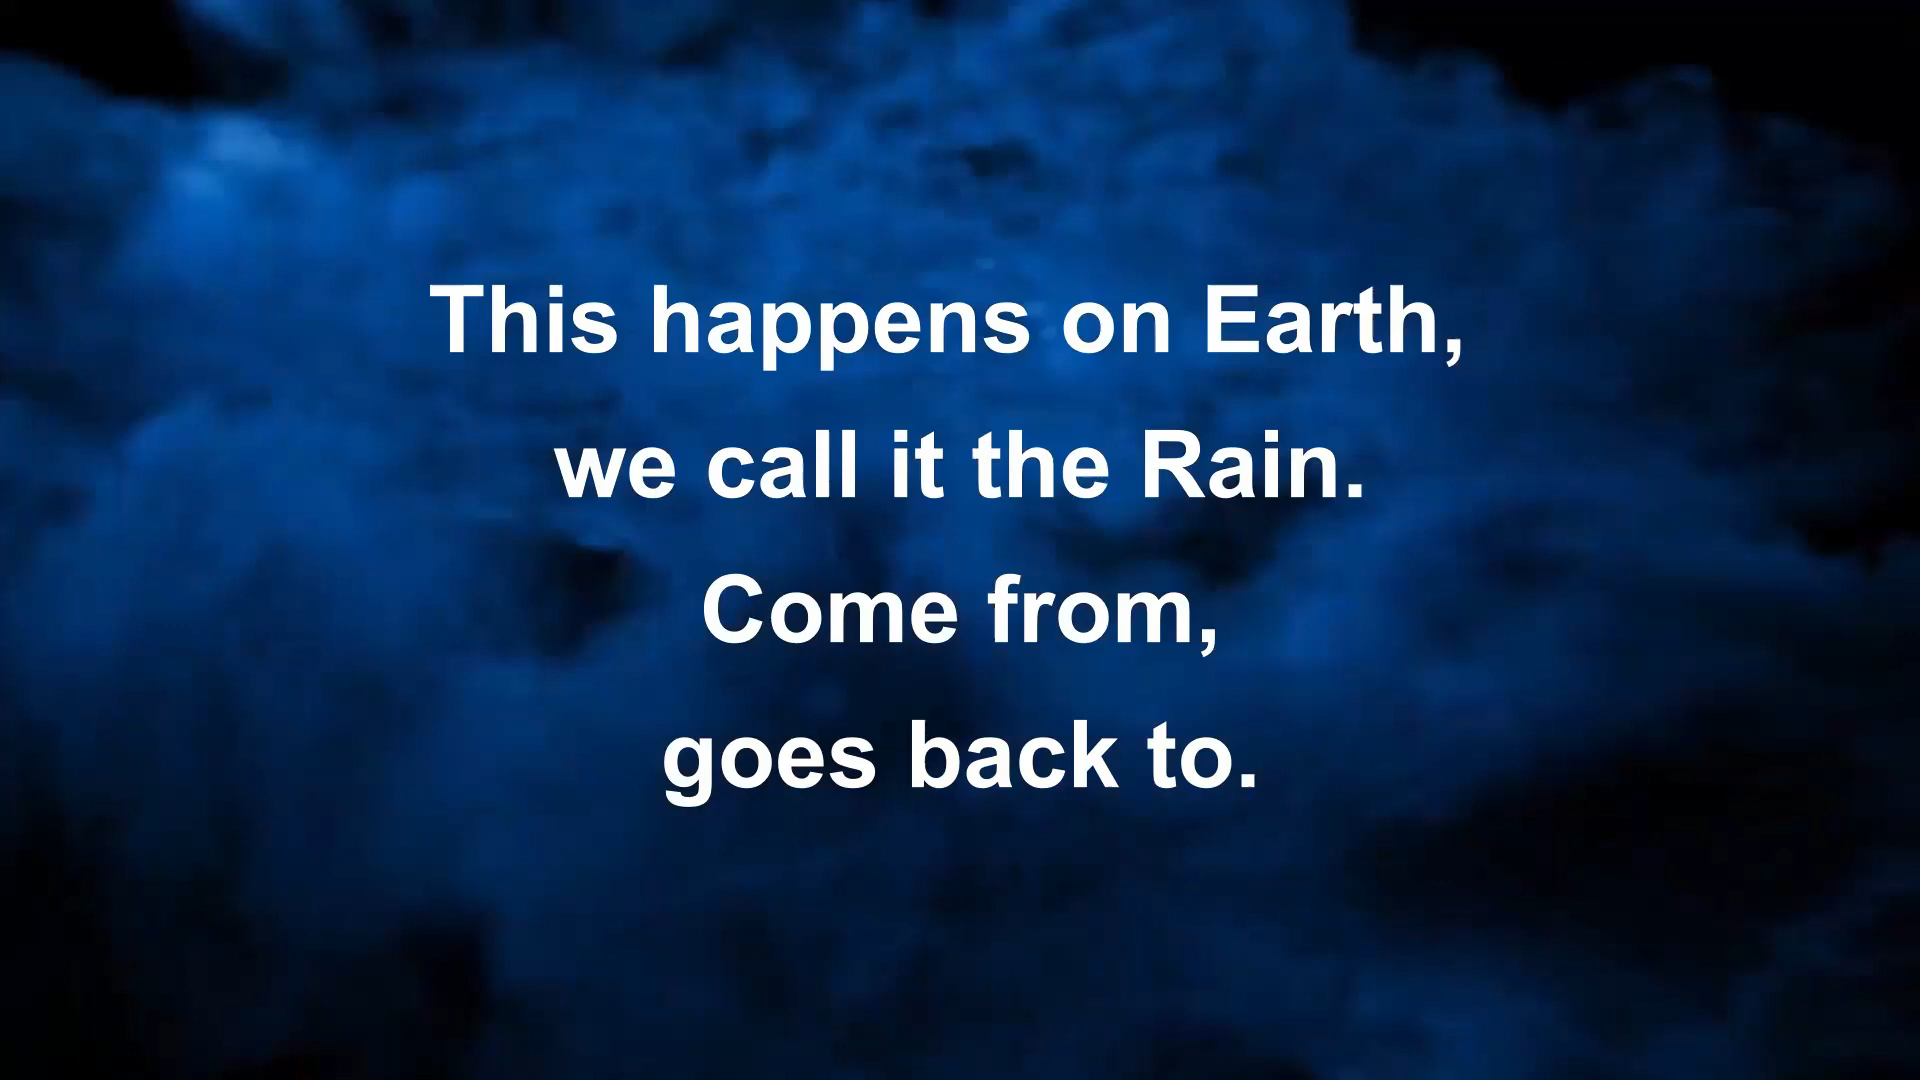 This happens on Earth,
we call it the Rain.
Come from,
goes back to.